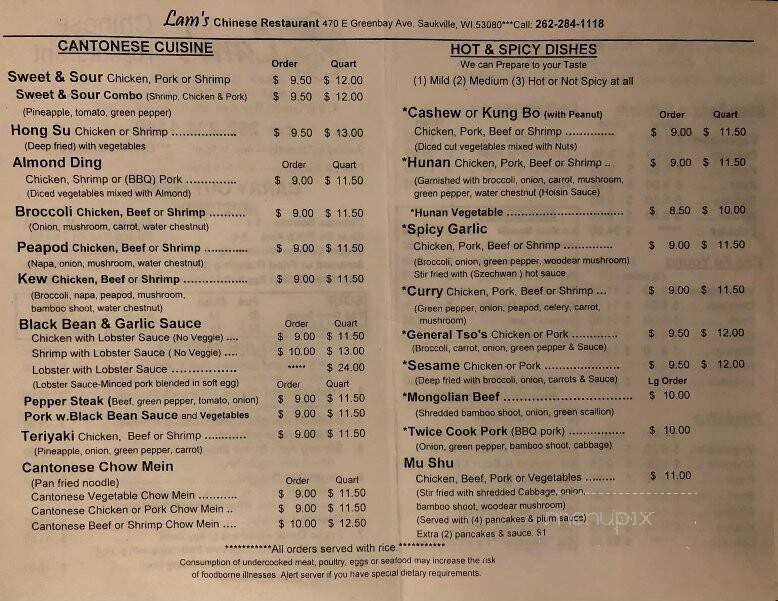 Lam's Chinese Restaurant 470 E Greenbay Ave. Saukville, WI.53080***Call: 262-284-1118
CANTONESE CUISINE
Order Quart
Sweet & Sour Chicken, Pork or Shrimp $ 9.50 $ 12.00
Sweet & Sour Combo (Shrimp, Chicken & Pork) $ 9.50 $ 12.00
(Pineapple, tomato, green pepper)
Hong Su Chicken or Shrimp .................. $ 9.50 $ 13.00
(Deep fried) with vegetables
Almond Ding Order Quart
Chicken, Shrimp or (BBQ) Pork .............. $ 9.00 $ 11.50
(Diced vegetables mixed with Almond)
Broccoli Chicken, Beef or Shrimp .......... $ 9.00 $ 11.50
(Onion, mushroom, carrot, water chestnut)
Peapod Chicken, Beef or Shrimp ............ $ 9.00 $ 11.50
(Napa, onion, mushroom, water chestnut)
Kew Chicken, Beef or Shrimp ................. $ 9.00 $ 11.50
(Broccoli, napa, peapod, mushroom,
bamboo shoot, water chestnut)
Black Bean & Garlic Sauce Order Quart
Chicken with Lobster Sauce (No Veggie) .... $ 9.00 $ 11.50
Shrimp with Lobster Sauce ( No Veggie) .... $ 10.00 $ 13.00
Lobster with Lobster Sauce ................. ***** $ 24.00
(Lobster Sauce-Minced pork blended in soft egg) Order Quart
Pepper Steak (Beef, green pepper, tomato, onion) $ 9.00 $ 11.50
Pork w.Black Bean Sauce and Vegetables $ 9.00 $ 11.50
Teriyaki Chicken, Beef or Shrimp ............ $ 9.00 $ 11.50
(Pineapple, onion, green pepper, carrot)
Cantonese Chow Mein
(Pan fried noodle) Order Quart
Cantonese Vegetable Chow Mein ........... $ 9.00 $ 11.50
Cantonese Chicken or Pork Chow Mein .. $ 9.00 $ 11.50
Cantonese Beef or Shrimp Chow Mein .... $ 10.00 $ 12.50
HOT & SPICY DISHES
We can Prepare to your Taste
(1) Mild (2) Medium (3) Hot or Not Spicy at all
*Cashew or Kung Bo (with Peanut) Order Quart
Chicken, Pork, Beef or Shrimp .............. $ 9.00 $ 11.50
(Diced cut vegetables mixed with Nuts)
*Hunan Chicken, Pork, Beef or Shrimp .. $ 9.00 $ 11.50
(Garnished with broccoli, onion, carrot, mushroom,
green pepper, water chestnut (Hoisin Sauce)
*Hunan Vegetable ............................... $ 8.50 $ 10.00
*Spicy Garlic
Chicken, Pork, Beef or Shrimp .............. $ 9.00 $ 11.50
(Broccoli, onion, green pepper, woodear mushroom)
Stir fried with (Szechwan ) hot sauce
*Curry Chicken, Pork, Beef or Shrimp ... $ 9.00 $ 11.50
(Green pepper, onion, peapod, celery, carrot,
mushroom)
*General Tso's Chicken or Pork ............. $ 9.50 $ 12.00
(Broccoli, carrot, onion, green pepper & Sauce)
*Sesame Chicken or Pork .................... $ 9.50 $ 12.00
(Deep fried with broccoli, onion, carrots & Sauce) Lg Order
*Mongolian Beef .................................. $ 10.00
(Shredded bamboo shoot, onion, green scallion)
*Twice Cook Pork (BBQ pork) ............... $ 10.00
(Onion, green pepper, bamboo shoot, cabbage)
Mu Shu
Chicken, Beef, Pork or Vegetables ......... $ 11.00
(Stir fried with shredded Cabbage, onion,
bamboo shoot, woodear mushroom)
(Served with (4) pancakes & plum sauce)
Extra (2) pancakes & sauce. $1
menupix
***********All orders served with rice.***********
Consumption of undercooked meat, poultry, eggs or seafood may increase the risk
of foodborne illnesses. Alert server if you have special dietary requirements.